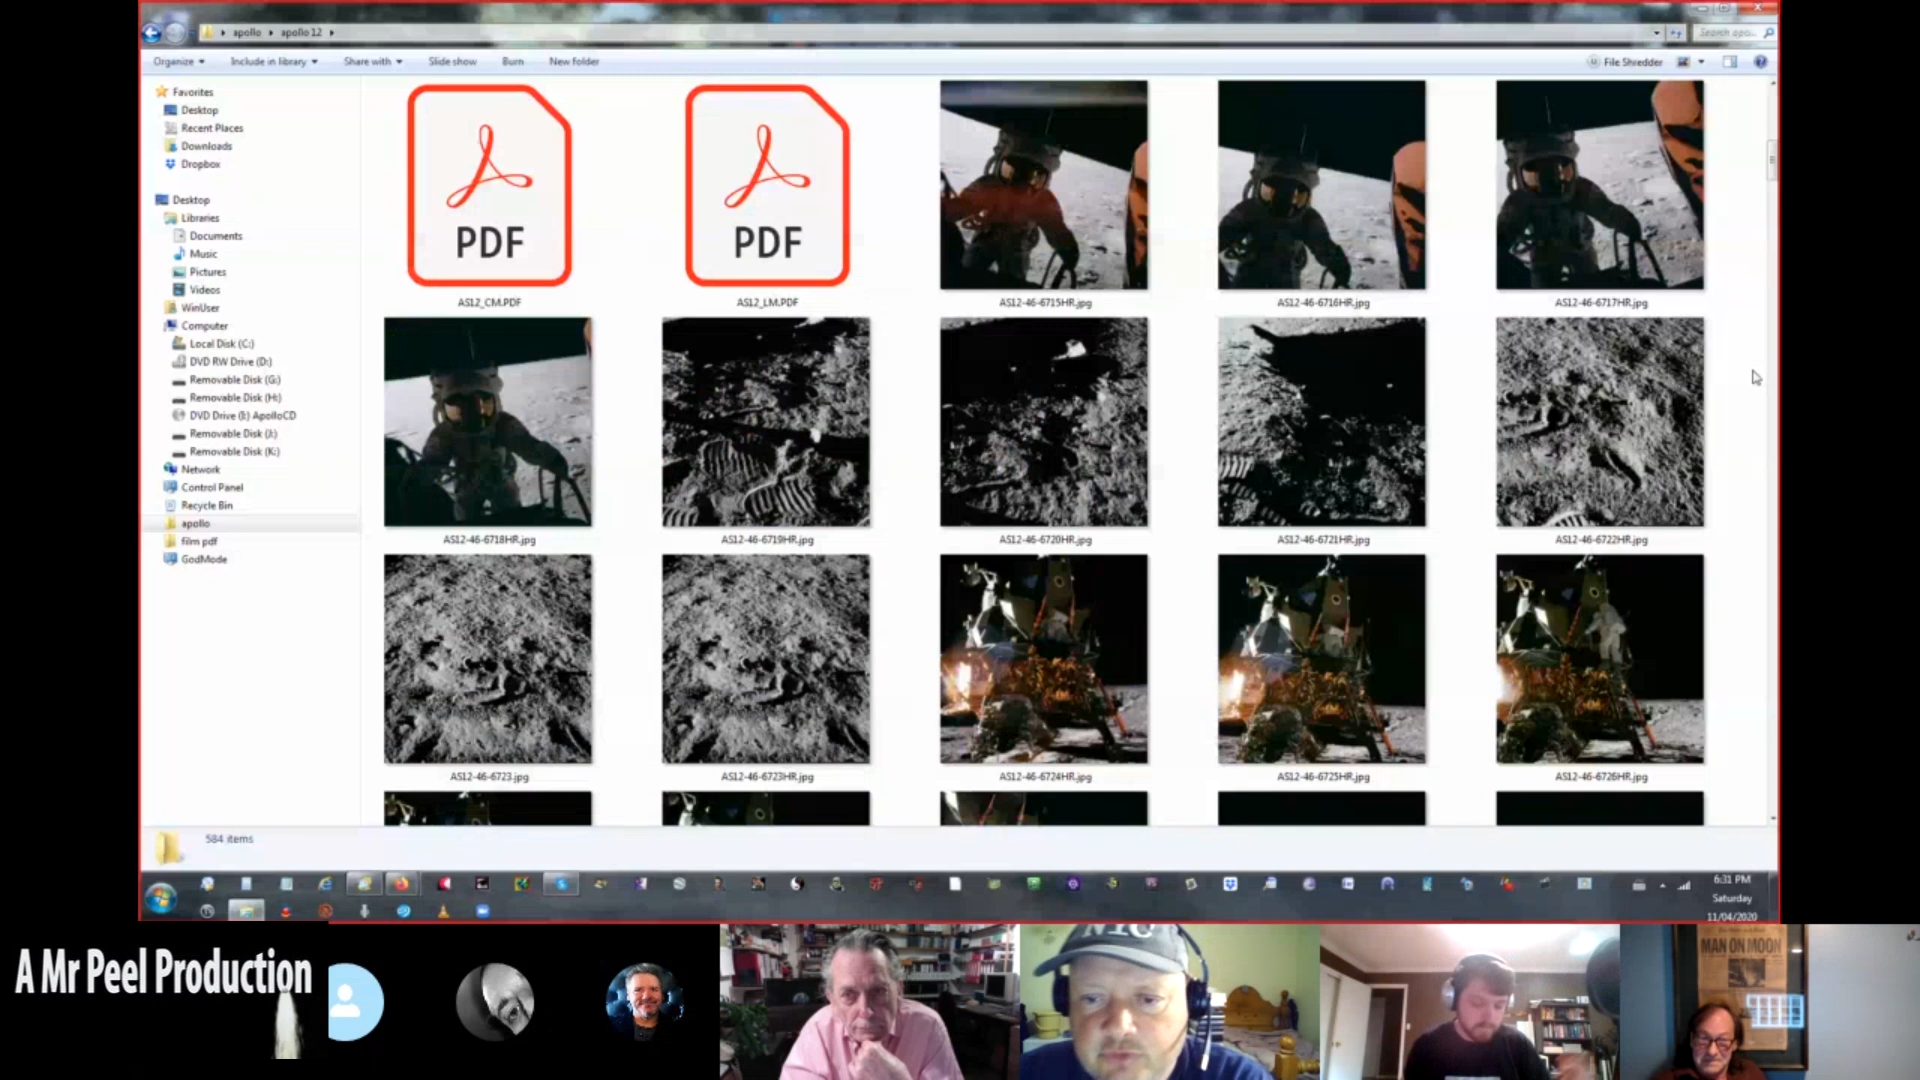 apollo ▸ apollo 12 ▸
Search apo...
Organize ▾ Include in library ▾ Share with ▾ Slide show Burn New folder File Shredder
Favorites
Desktop
Recent Places
Downloads
Dropbox
Desktop
Libraries
Documents
Music
Pictures
Videos
WinUser
Computer
Local Disk (C:)
DVD RW Drive (D:)
Removable Disk (G:)
Removable Disk (H:)
DVD Drive (I:) ApolloCD
Removable Disk (J:)
Removable Disk (K:)
Network
Control Panel
Recycle Bin
apollo
film pdf
GodMode
PDF PDF
AS12_CM.PDF AS12_LM.PDF AS12-46-6715HR.jpg AS12-46-6716HR.jpg AS12-46-6717HR.jpg
AS12-46-6718HR.jpg AS12-46-6719HR.jpg AS12-46-6720HR.jpg AS12-46-6721HR.jpg AS12-46-6722HR.jpg
AS12-46-6723.jpg AS12-46-6723HR.jpg AS12-46-6724HR.jpg AS12-46-6725HR.jpg AS12-46-6726HR.jpg
584 items
6:31 PM
Saturday
11/04/2020
A Mr Peel Production
NYC
MAN ON MOON